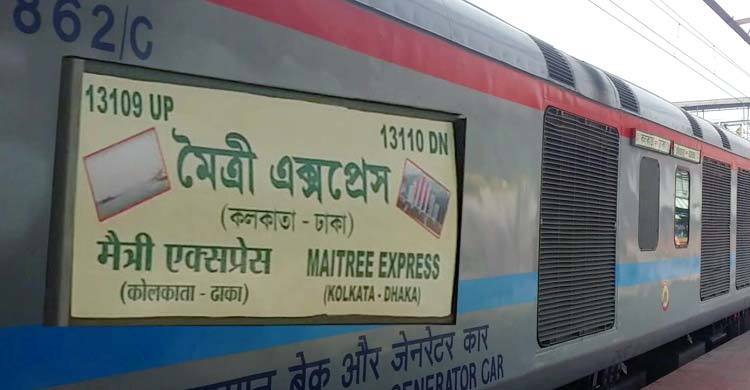 862/C
13109 UP
13110 DN
মৈত্রী এক্সপ্রেস
(কলকাতা - ঢাকা)
मैत्री एक्सप्रेस
(कोलकाता - ढाका)
MAITREE EXPRESS
(KOLKATA - DHAKA)
ब्रेक और जेनरेटर कार
GENERATOR CAR